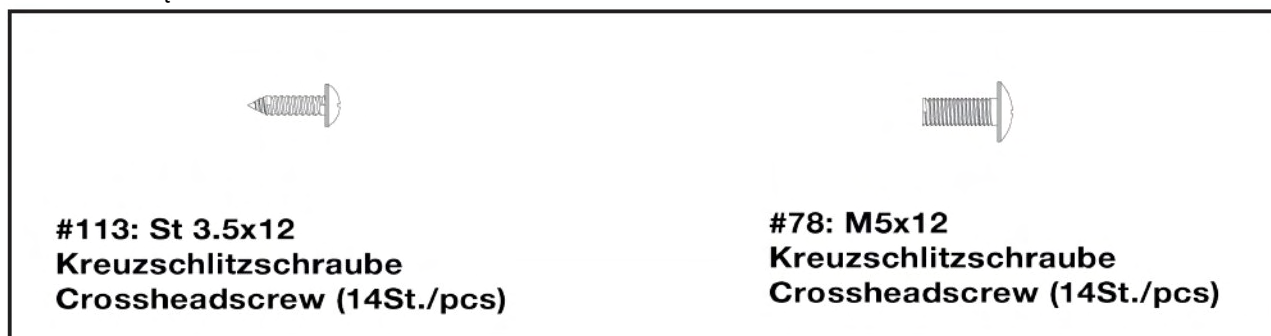 #113: St 3.5x12
Kreuzschlitzschraube
Crossheadscrew (14St./pcs)
#78: M5x12
Kreuzschlitzschraube
Crossheadscrew (14St./pcs)